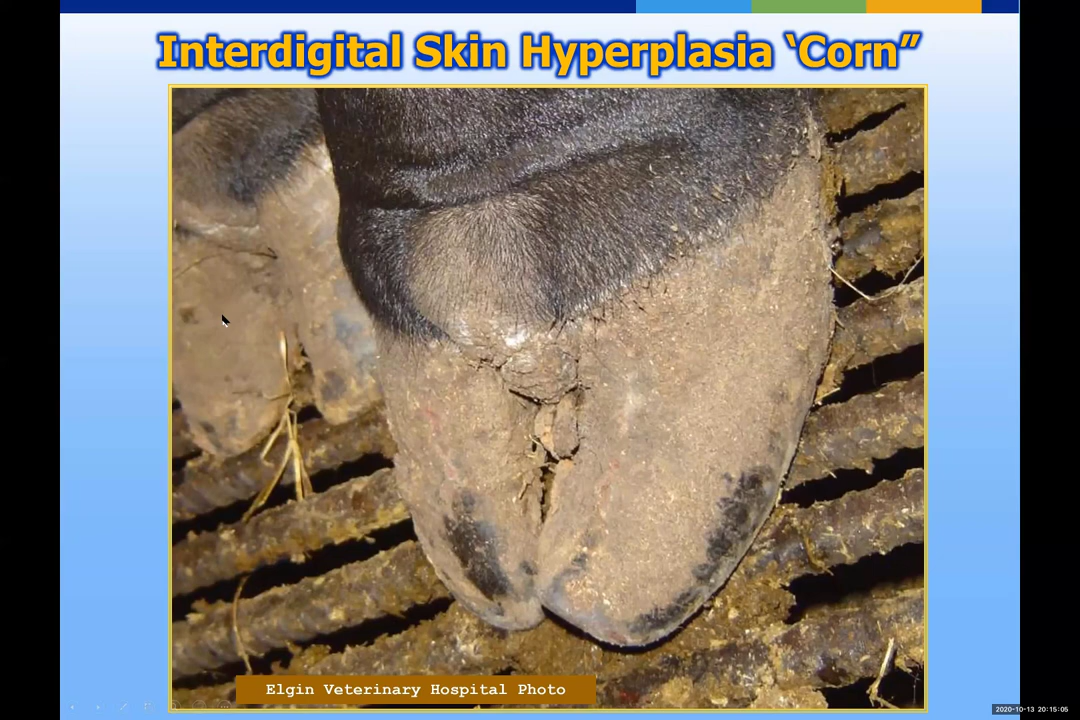 Interdigital Skin Hyperplasia ‘Corn”
Elgin Veterinary Hospital Photo
2020-10-13 20:15:05